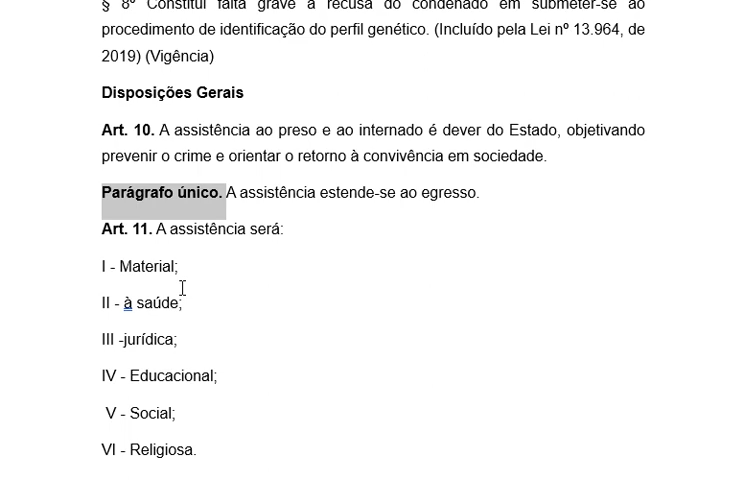 § 8º Constitui falta grave a recusa do condenado em submeter-se ao
procedimento de identificação do perfil genético. (Incluído pela Lei nº 13.964, de
2019) (Vigência)
Disposições Gerais
Art. 10. A assistência ao preso e ao internado é dever do Estado, objetivando
prevenir o crime e orientar o retorno à convivência em sociedade.
Parágrafo único. A assistência estende-se ao egresso.
Art. 11. A assistência será:
I - Material;
II - à saúde;
III -jurídica;
IV - Educacional;
V - Social;
VI - Religiosa.